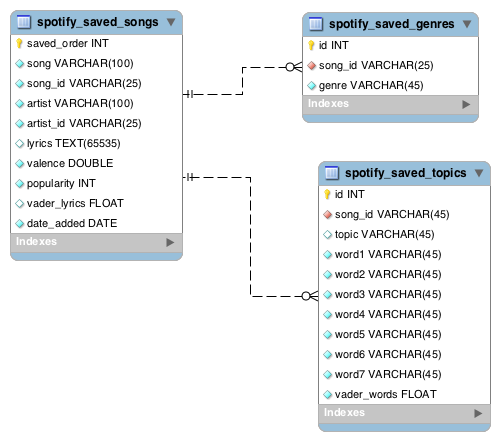 spotify_saved_songs
saved_order INT
song VARCHAR(100)
song_id VARCHAR(25)
artist VARCHAR(100)
artist_id VARCHAR(25)
lyrics TEXT(65535)
valence DOUBLE
popularity INT
vader_lyrics FLOAT
date_added DATE
Indexes
spotify_saved_genres
id INT
song_id VARCHAR(25)
genre VARCHAR(45)
Indexes
spotify_saved_topics
id INT
song_id VARCHAR(45)
topic VARCHAR(45)
word1 VARCHAR(45)
word2 VARCHAR(45)
word3 VARCHAR(45)
word4 VARCHAR(45)
word5 VARCHAR(45)
word6 VARCHAR(45)
word7 VARCHAR(45)
vader_words FLOAT
Indexes